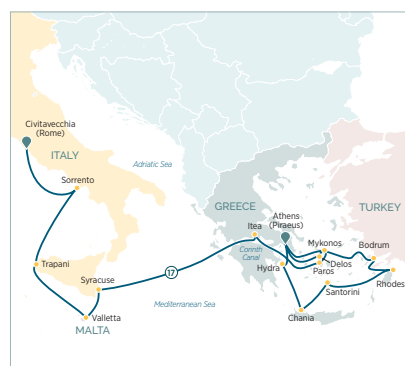 Civitavecchia
(Rome)
ITALY
Adriatic Sea
Sorrento
GREECE
Athens
(Piraeus)
TURKEY
Itea
Mykonos
Bodrum
Corinth
Canal
Delos
Trapani
Hydra
Paros
17
Syracuse
Rhodes
Santorini
Mediterranean Sea
Valletta
Chania
MALTA